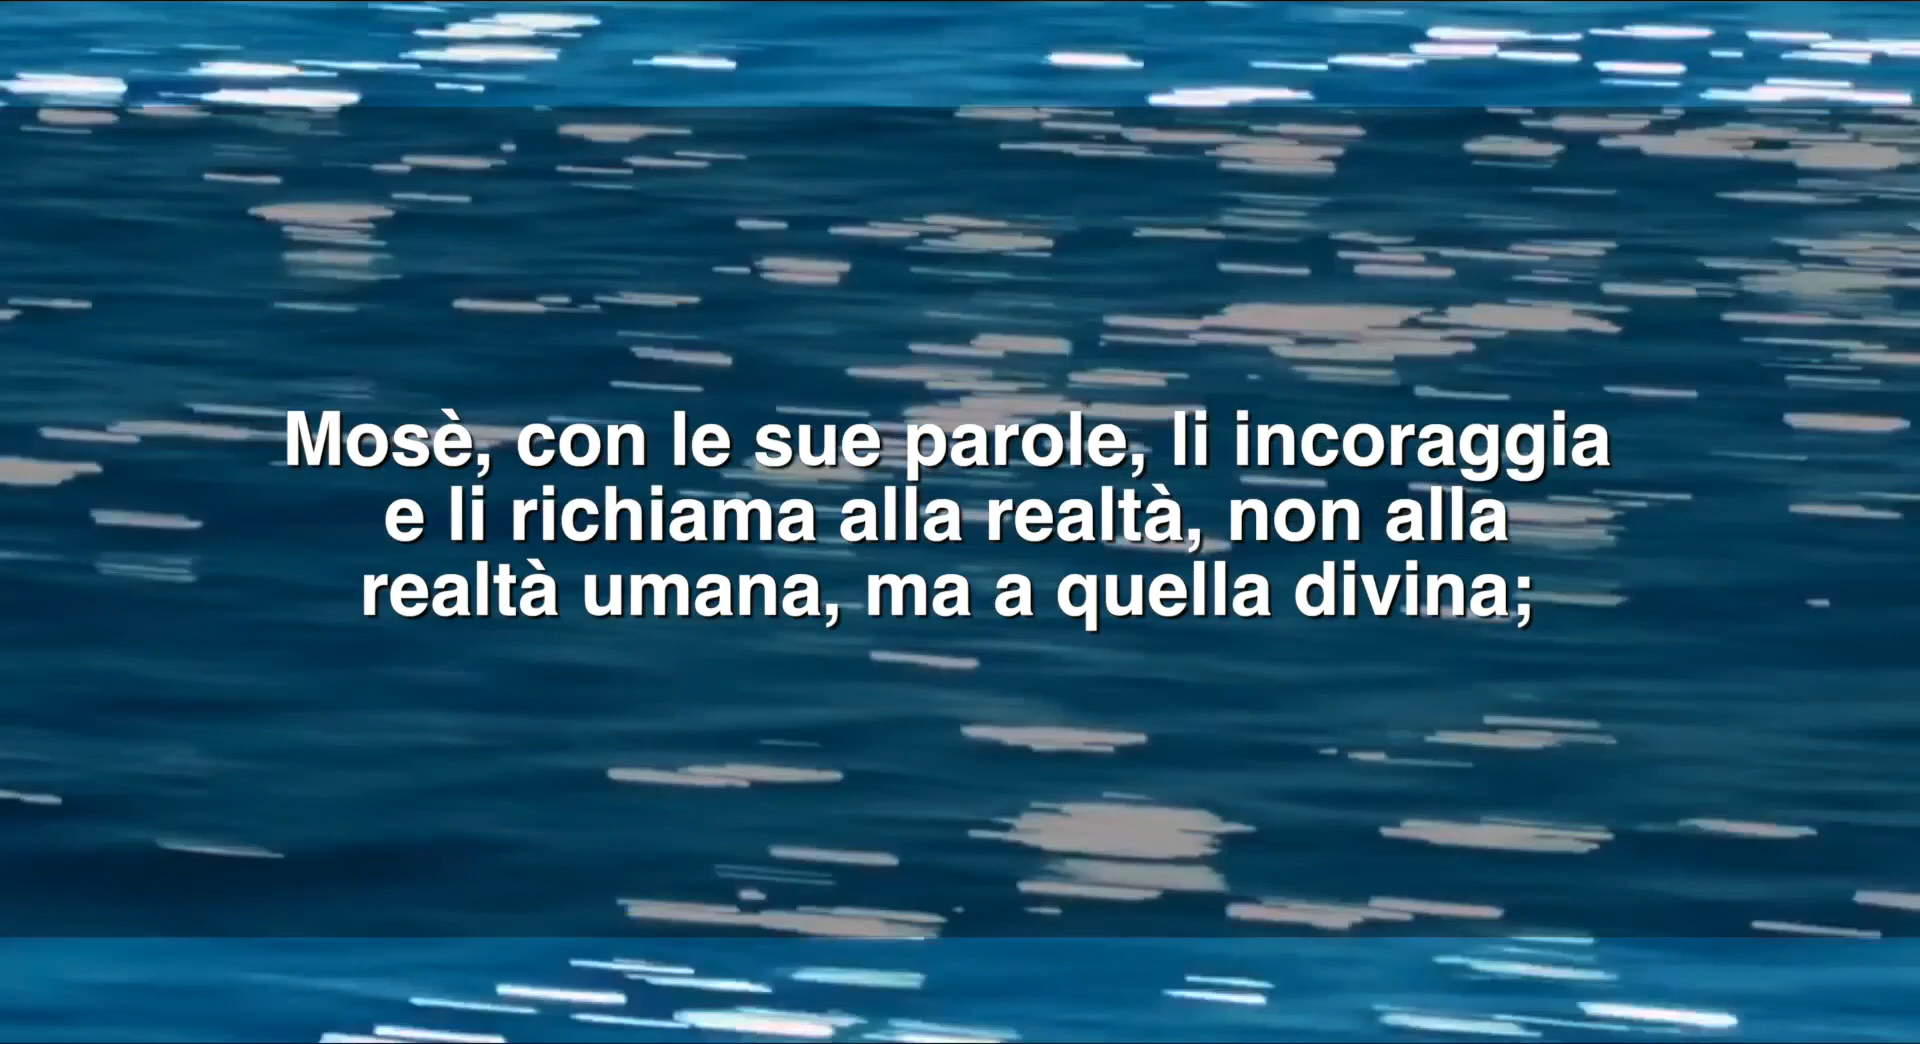 Mosè, con le sue parole, li incoraggia
e li richiama alla realtà, non alla
realtà umana, ma a quella divina;